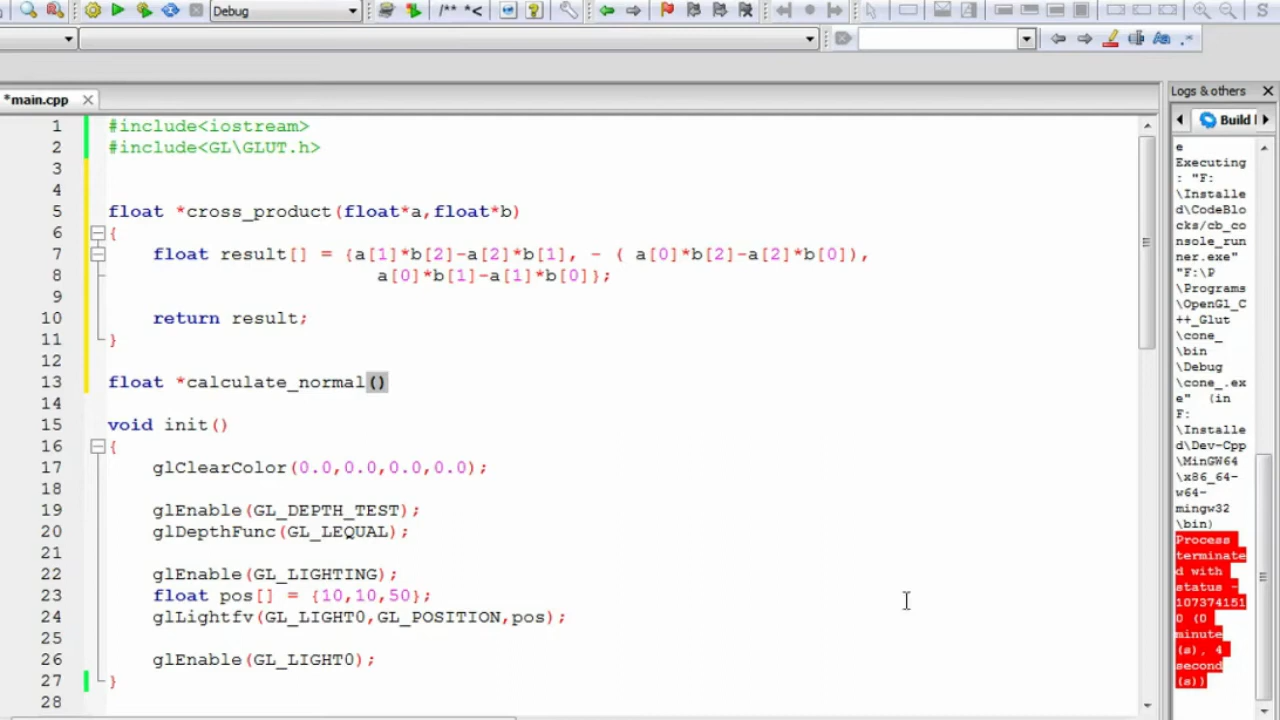 Debug
/** *<
S
Aa .*
*main.cpp
Logs & others
Build
1 #include<iostream>
2 #include<GL\GLUT.h>
3
4
5 float *cross_product(float*a,float*b)
6 {
7 float result[] = {a[1]*b[2]-a[2]*b[1], - ( a[0]*b[2]-a[2]*b[0]),
8 a[0]*b[1]-a[1]*b[0]};
9
10 return result;
11 }
12
13 float *calculate_normal()
14
15 void init()
16 {
17 glClearColor(0.0,0.0,0.0,0.0);
18
19 glEnable(GL_DEPTH_TEST);
20 glDepthFunc(GL_LEQUAL);
21
22 glEnable(GL_LIGHTING);
23 float pos[] = {10,10,50};
24 glLightfv(GL_LIGHT0,GL_POSITION,pos);
25
26 glEnable(GL_LIGHT0);
27 }
28
e
Executing
: "F:
\Installe
d\CodeBlo
cks/cb_co
nsole_run
ner.exe"
"F:\P
\Programs
\OpenGl_C
++_Glut
\cone_
\bin
\Debug
\cone_.ex
e" (in
F:
\Installe
d\Dev-Cpp
\MinGW64
\x86_64-
w64-
mingw32
\bin)
Process
terminate
d with
status -
107374151
0 (0
minute
(s), 4
second
(s))